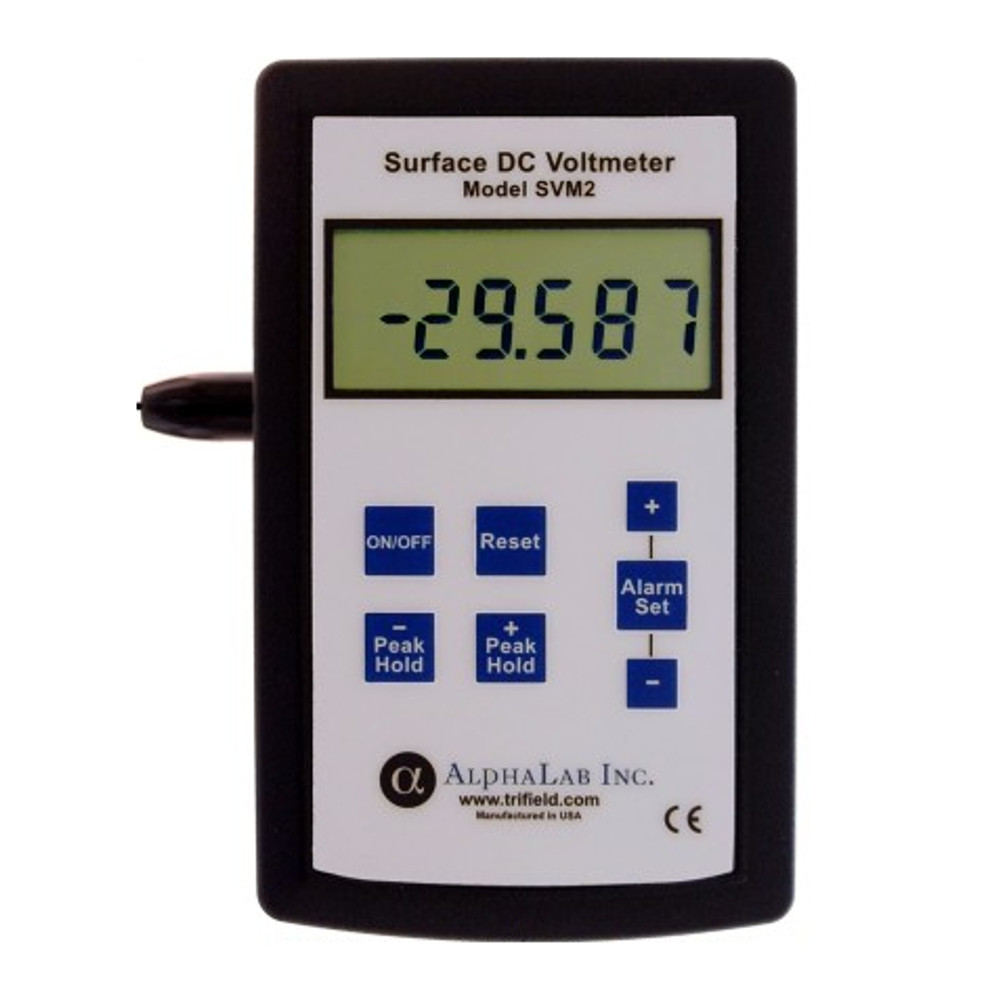 Surface DC Voltmeter
Model SVM2
-29.587
ON/OFF
Reset
+
Alarm
Set
-
-
Peak
Hold
+
Peak
Hold
α ALPHALAB INC.
www.trifield.com
Manufactured in USA
CE